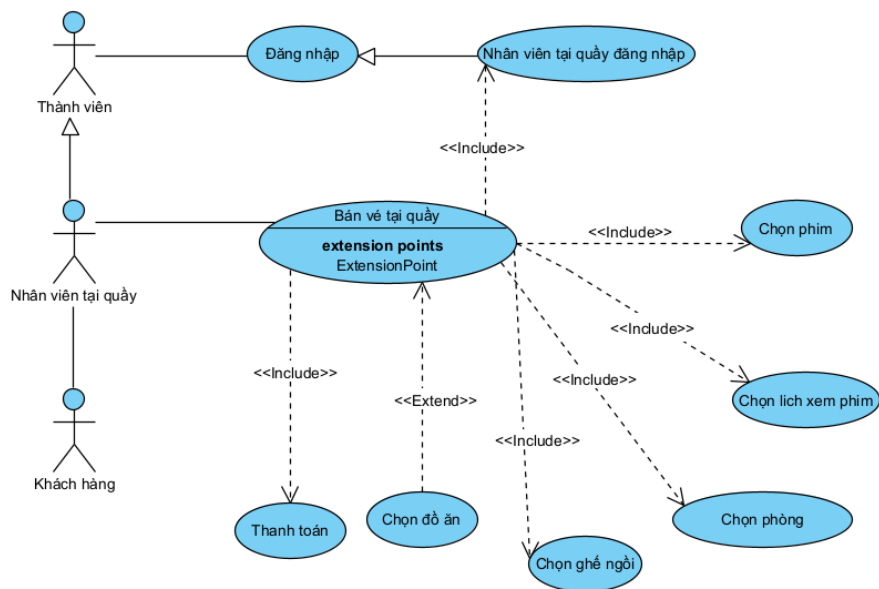 Đăng nhập
Nhân viên tại quầy đăng nhập
Thành viên
<<Include>>
Bán vé tại quầy
extension points
ExtensionPoint
<<Include>>
Chọn phim
Nhân viên tại quầy
<<Include>>
<<Include>>
<<Include>>
<<Extend>>
Chọn lich xem phim
<<Include>>
Khách hàng
Thanh toán
Chọn đồ ăn
Chọn phòng
Chọn ghế ngồi